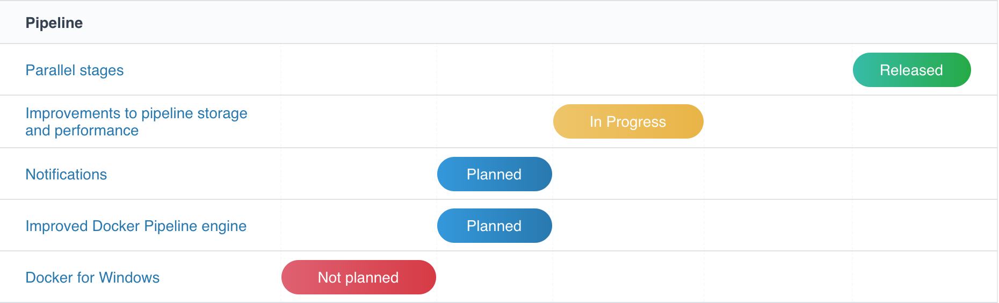 Pipeline
Parallel stages
Released
Improvements to pipeline storage
and performance
In Progress
Notifications
Planned
Improved Docker Pipeline engine
Planned
Docker for Windows
Not planned